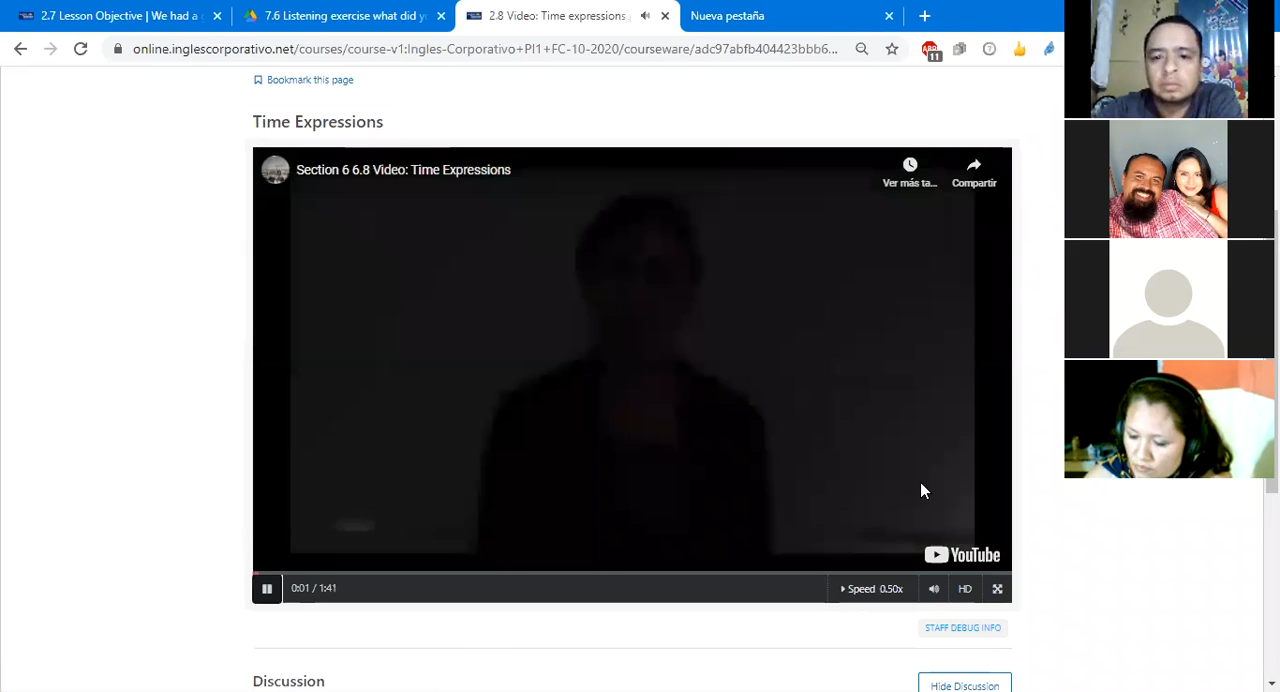 2.7 Lesson Objective | We had a
7.6 Listening exercise what did yo
2.8 Video: Time expressions
Nueva pestaña
online.inglescorporativo.net/courses/course-v1:Ingles-Corporativo+PI1+FC-10-2020/courseware/adc97abfb404423bbb6...
ABP
11
Bookmark this page
Time Expressions
Section 6 6.8 Video: Time Expressions
Ver más ta...
Compartir
YouTube
0:01 / 1:41
Speed 0.50x
HD
STAFF DEBUG INFO
Discussion
Hide Discussion